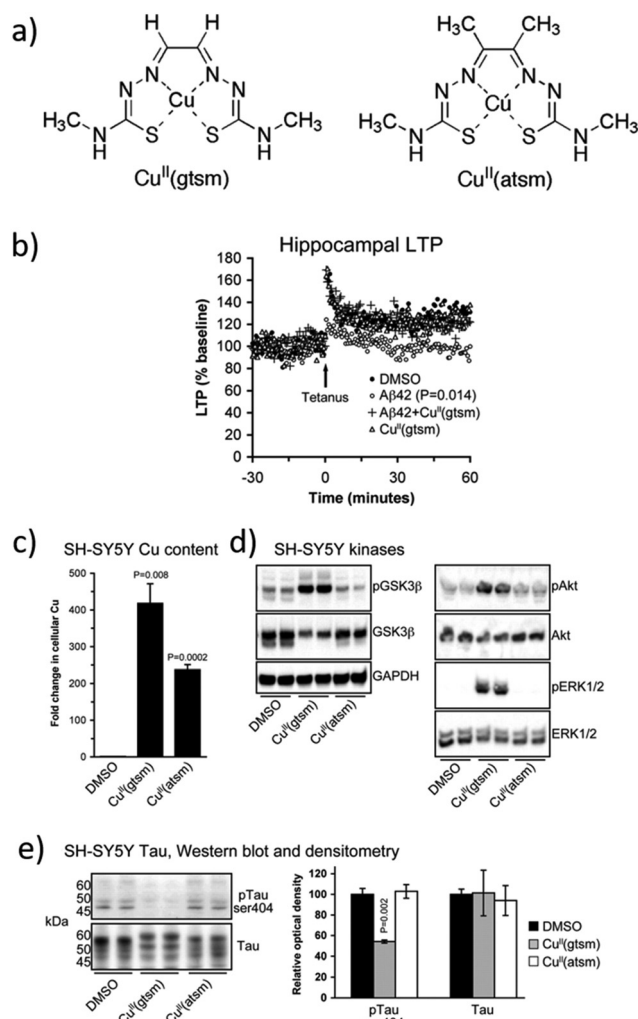 a)
H H
N N
N N
Cu
H3C N S S N CH3
H H
Cuᴵᴵ(gtsm)
H3C CH3
N N
N N
Cu
H3C N S S N CH3
H H
Cuᴵᴵ(atsm)
b)
Hippocampal LTP
LTP (% baseline)
180
160
140
120
100
80
60
40
20
0
-30 0 30 60
Time (minutes)
Tetanus
DMSO
Aβ42 (P=0.014)
Aβ42+Cuᴵᴵ(gtsm)
Cuᴵᴵ(gtsm)
c) SH-SY5Y Cu content
Fold change in cellular Cu
500
400
300
200
100
0
P=0.008
P=0.0002
DMSO
Cuᴵᴵ(gtsm)
Cuᴵᴵ(atsm)
d) SH-SY5Y kinases
pGSK3β
GSK3β
GAPDH
DMSO
Cuᴵᴵ(gtsm)
Cuᴵᴵ(atsm)
pAkt
Akt
pERK1/2
ERK1/2
DMSO
Cuᴵᴵ(gtsm)
Cuᴵᴵ(atsm)
e) SH-SY5Y Tau, Western blot and densitometry
kDa
60
50
45
pTau
ser404
60
50
45
Tau
DMSO
Cuᴵᴵ(gtsm)
Cuᴵᴵ(atsm)
Relative optical density
120
100
80
60
40
20
0
P=0.002
pTau
Tau
DMSO
Cuᴵᴵ(gtsm)
Cuᴵᴵ(atsm)